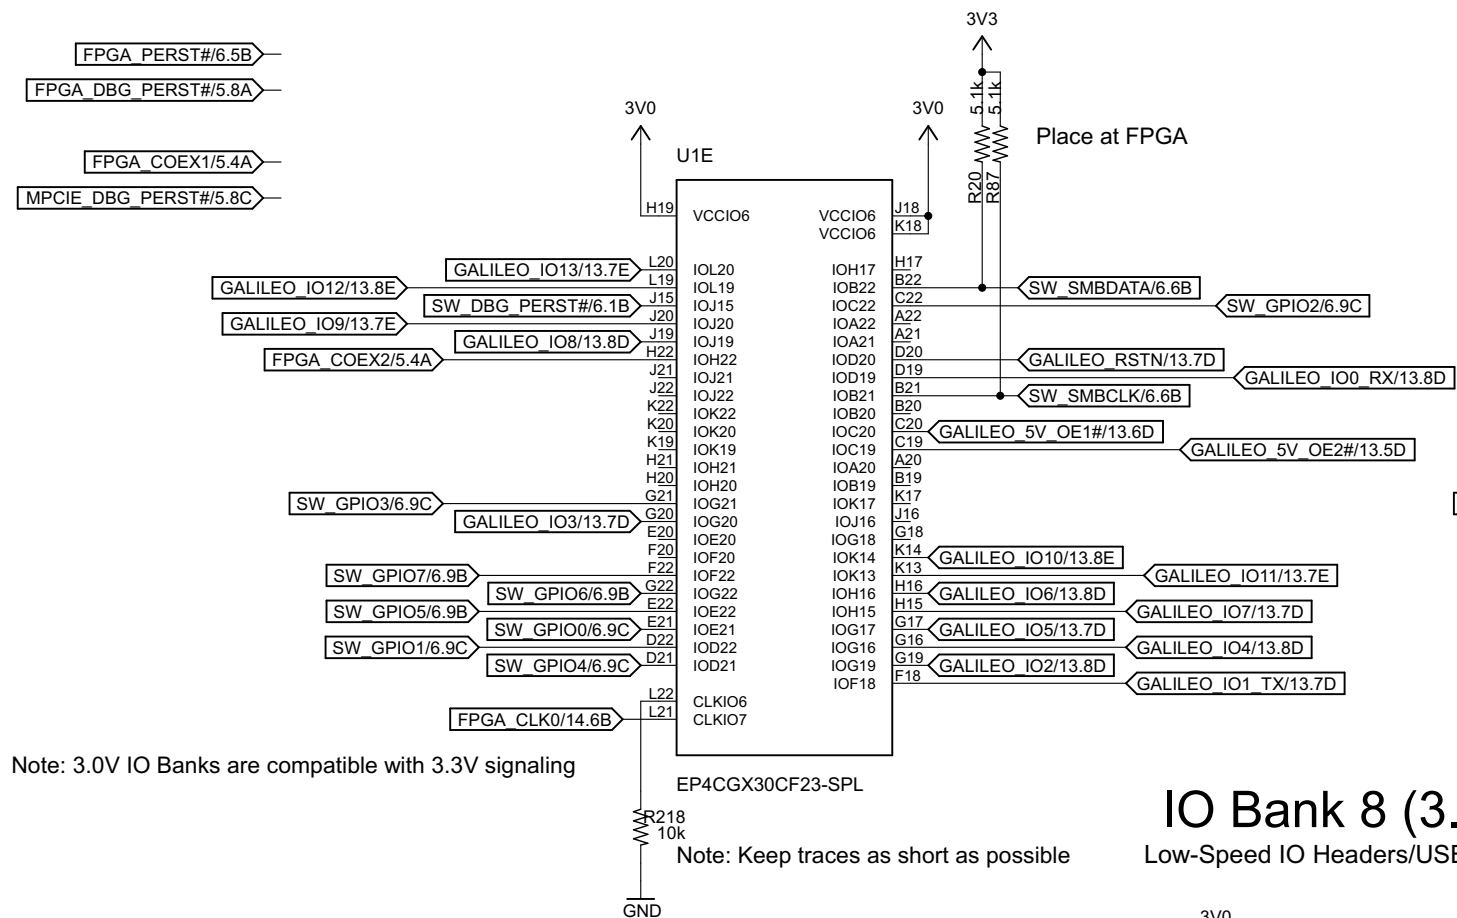 3V3
FPGA_PERST#/6.5B
FPGA_DBG_PERST#/5.8A
5.1k
5.1k
3V0
3V0
Place at FPGA
U1E
FPGA_COEX1/5.4A
MPCIE_DBG_PERST#/5.8C
R20
R87
H19
VCCIO6
VCCIO6
J18
VCCIO6
K18
GALILEO_IO13/13.7E
L20
IOL20
IOH17
H17
GALILEO_IO12/13.8E
L19
IOL19
IOB22
B22
SW_SMBDATA/6.6B
SW_DBG_PERST#/6.1B
J15
IOJ15
IOC22
C22
SW_GPIO2/6.9C
GALILEO_IO9/13.7E
J20
IOJ20
IOA22
A22
GALILEO_IO8/13.8D
J19
IOJ19
IOA21
A21
FPGA_COEX2/5.4A
H22
IOH22
IOD20
D20
GALILEO_RSTN/13.7D
J21
IOJ21
IOD19
D19
GALILEO_IO0_RX/13.8D
J22
IOJ22
IOB21
B21
SW_SMBCLK/6.6B
K22
IOK22
IOB20
B20
K20
IOK20
IOC20
C20
GALILEO_5V_OE1#/13.6D
K19
IOK19
IOC19
C19
GALILEO_5V_OE2#/13.5D
H21
IOH21
IOA20
A20
H20
IOH20
IOB19
B19
SW_GPIO3/6.9C
G21
IOG21
IOK17
K17
GALILEO_IO3/13.7D
G20
IOG20
IOJ16
J16
E20
IOE20
IOG18
G18
F20
IOF20
IOK14
K14
GALILEO_IO10/13.8E
SW_GPIO7/6.9B
F22
IOF22
IOK13
K13
GALILEO_IO11/13.7E
SW_GPIO6/6.9B
G22
IOG22
IOH16
H16
GALILEO_IO6/13.8D
SW_GPIO5/6.9B
E22
IOE22
IOH15
H15
GALILEO_IO7/13.7D
SW_GPIO0/6.9C
E21
IOE21
IOG17
G17
GALILEO_IO5/13.7D
SW_GPIO1/6.9C
D22
IOD22
IOG16
G16
GALILEO_IO4/13.8D
SW_GPIO4/6.9C
D21
IOD21
IOG19
G19
GALILEO_IO2/13.8D
IOF18
F18
GALILEO_IO1_TX/13.7D
L22
CLKIO6
FPGA_CLK0/14.6B
L21
CLKIO7
Note: 3.0V IO Banks are compatible with 3.3V signaling
EP4CGX30CF23-SPL
R218
10k
Note: Keep traces as short as possible
GND
IO Bank 8 (3.
Low-Speed IO Headers/USB
3V0